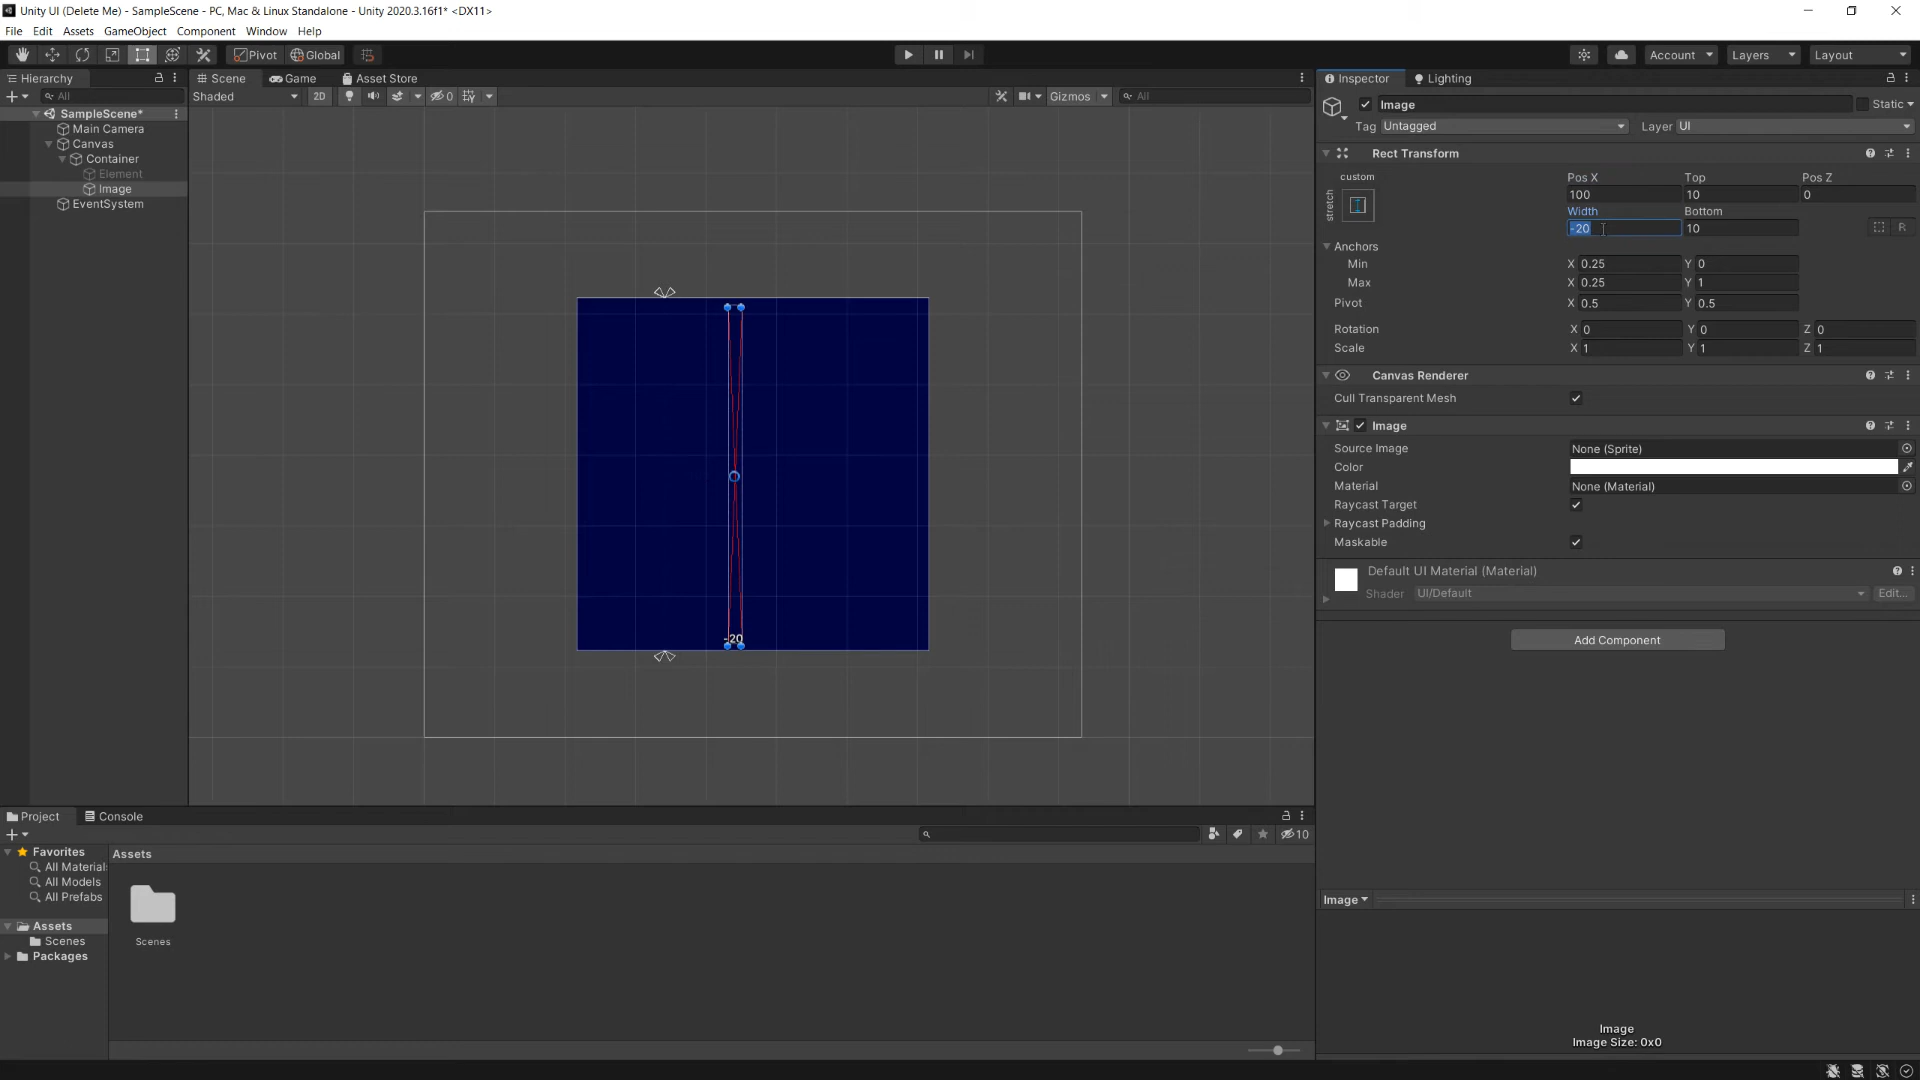 Unity UI (Delete Me) - SampleScene - PC, Mac & Linux Standalone - Unity 2020.3.16f1* <DX11>
File Edit Assets GameObject Component Window Help
Pivot Global Account Layers Layout
Hierarchy
All
SampleScene*
Main Camera
Canvas
Container
Element
Image
EventSystem
Scene Game Asset Store
Shaded 2D 0 Gizmos All
-20
Inspector Lighting
Image Static
Tag Untagged Layer UI
Rect Transform
custom
stretch
Pos X Top Pos Z
100 10 0
Width Bottom
-20 10 R
Anchors
Min X 0.25 Y 0
Max X 0.25 Y 1
Pivot X 0.5 Y 0.5
Rotation X 0 Y 0 Z 0
Scale X 1 Y 1 Z 1
Canvas Renderer
Cull Transparent Mesh
Image
Source Image None (Sprite)
Color
Material None (Material)
Raycast Target
Raycast Padding
Maskable
Default UI Material (Material)
Shader UI/Default Edit...
Add Component
Image
Image
Image Size: 0x0
Project Console
10
Favorites
All Material
All Models
All Prefabs
Assets
Scenes
Packages
Assets
Scenes